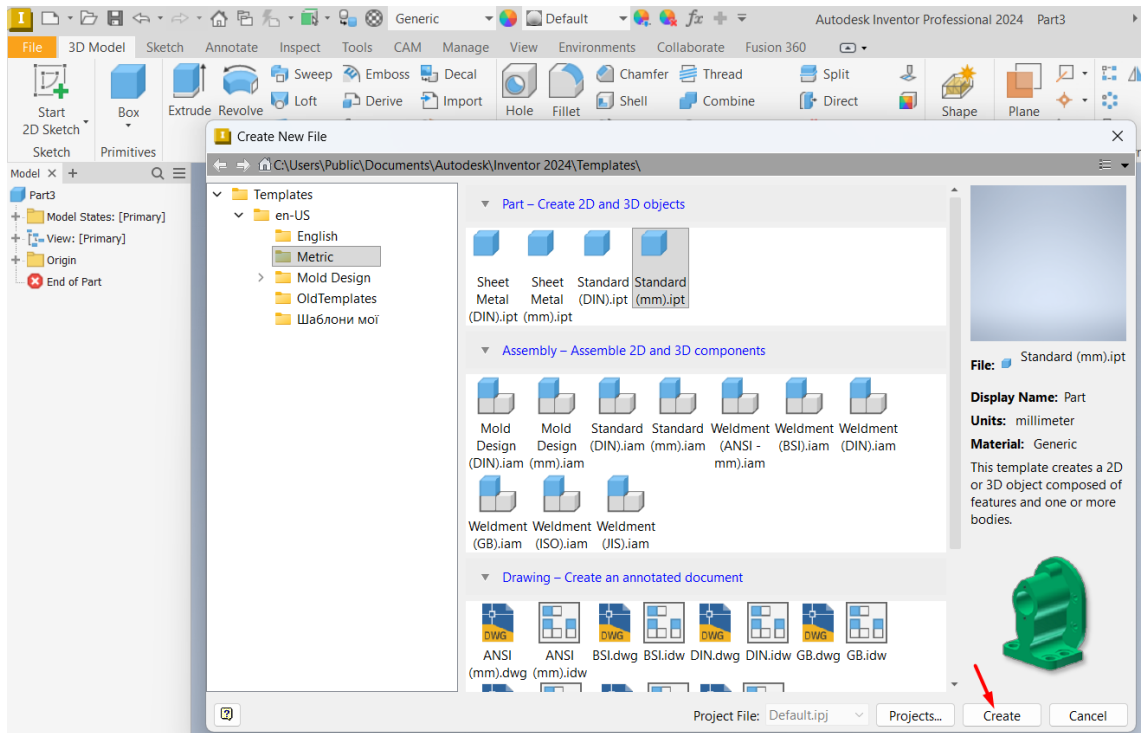 Generic
Default
fx
Autodesk Inventor Professional 2024 Part3
File 3D Model Sketch Annotate Inspect Tools CAM Manage View Environments Collaborate Fusion 360
Sweep Emboss Decal Chamfer Thread Split
Loft Derive Import Shell Combine Direct
Start
2D Sketch
Box
Extrude Revolve
Hole Fillet
Shape
Plane
Sketch Primitives
Model
Part3
Model States: [Primary]
View: [Primary]
Origin
End of Part
Create New File
C:\Users\Public\Documents\Autodesk\Inventor 2024\Templates\
Templates
en-US
English
Metric
Mold Design
OldTemplates
Шаблони мої
Part – Create 2D and 3D objects
Sheet Metal (DIN).ipt
Sheet Metal (mm).ipt
Standard (DIN).ipt
Standard (mm).ipt
Assembly – Assemble 2D and 3D components
Mold Design (DIN).iam
Mold Design (mm).iam
Standard (DIN).iam
Standard (mm).iam
Weldment (ANSI - mm).iam
Weldment (BSI).iam
Weldment (DIN).iam
Weldment (GB).iam
Weldment (ISO).iam
Weldment (JIS).iam
Drawing – Create an annotated document
DWG DWG DWG DWG
ANSI (mm).dwg
ANSI (mm).idw
BSI.dwg
BSI.idw
DIN.dwg
DIN.idw
GB.dwg
GB.idw
File: Standard (mm).ipt
Display Name: Part
Units: millimeter
Material: Generic
This template creates a 2D
or 3D object composed of
features and one or more
bodies.
Project File: Default.ipj
Projects...
Create
Cancel